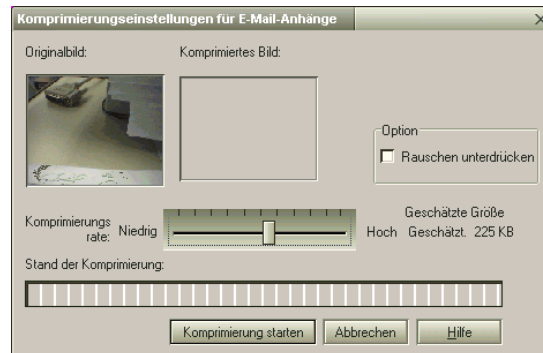 Komprimierungseinstellungen für E-Mail-Anhänge
Originalbild:
Komprimiertes Bild:
Option
Rauschen unterdrücken
Komprimierungs
rate:
Niedrig
Hoch
Geschätzte Größe
Geschätzt. 225 KB
Stand der Komprimierung:
Komprimierung starten
Abbrechen
Hilfe